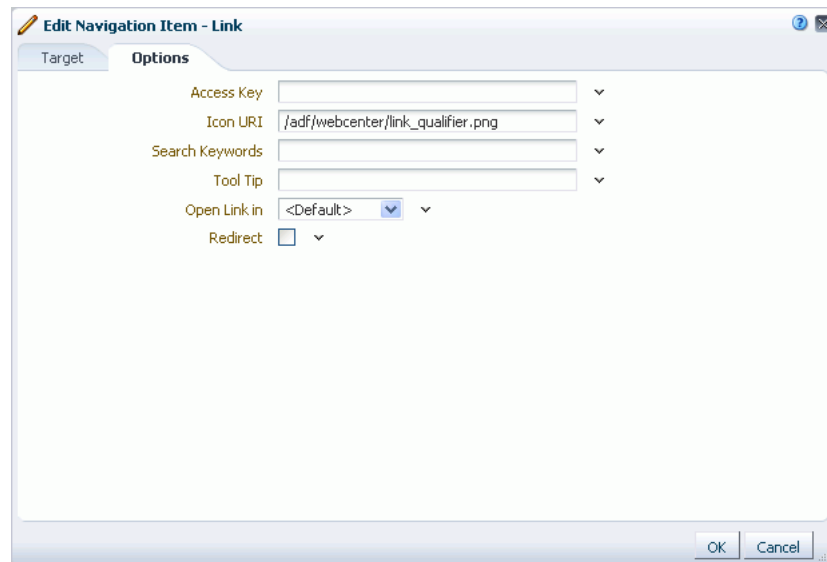 Edit Navigation Item - Link
Target Options
Access Key
Icon URI /adf/webcenter/link_qualifier.png
Search Keywords
Tool Tip
Open Link in <Default>
Redirect
OK Cancel